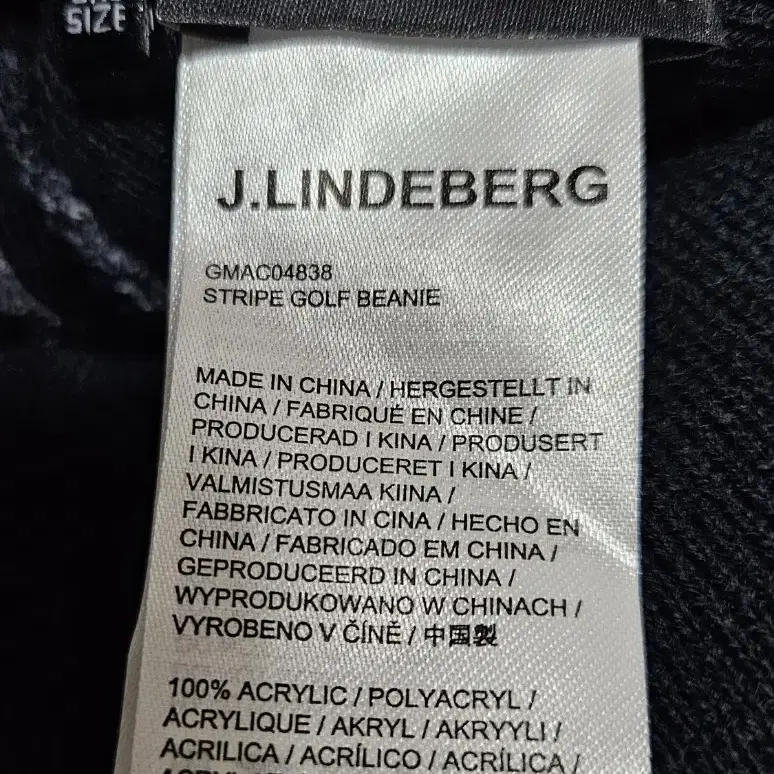 SIZE
J.LINDEBERG
GMAC04838
STRIPE GOLF BEANIE
MADE IN CHINA / HERGESTELLT IN
CHINA / FABRIQUÉ EN CHINE /
PRODUCERAD I KINA / PRODUSERT
I KINA / PRODUCERET I KINA /
VALMISTUSMAA KIINA /
FABBRICATO IN CINA / HECHO EN
CHINA / FABRICADO EM CHINA /
GEPRODUCEERD IN CHINA /
WYPRODUKOWANO W CHINACH /
VYROBENO V ČÍNĚ / 中国製
100% ACRYLIC / POLYACRYL /
ACRYLIQUE / AKRYL / AKRYYLI /
ACRILICA / ACRÍLICO / ACRÍLICA /